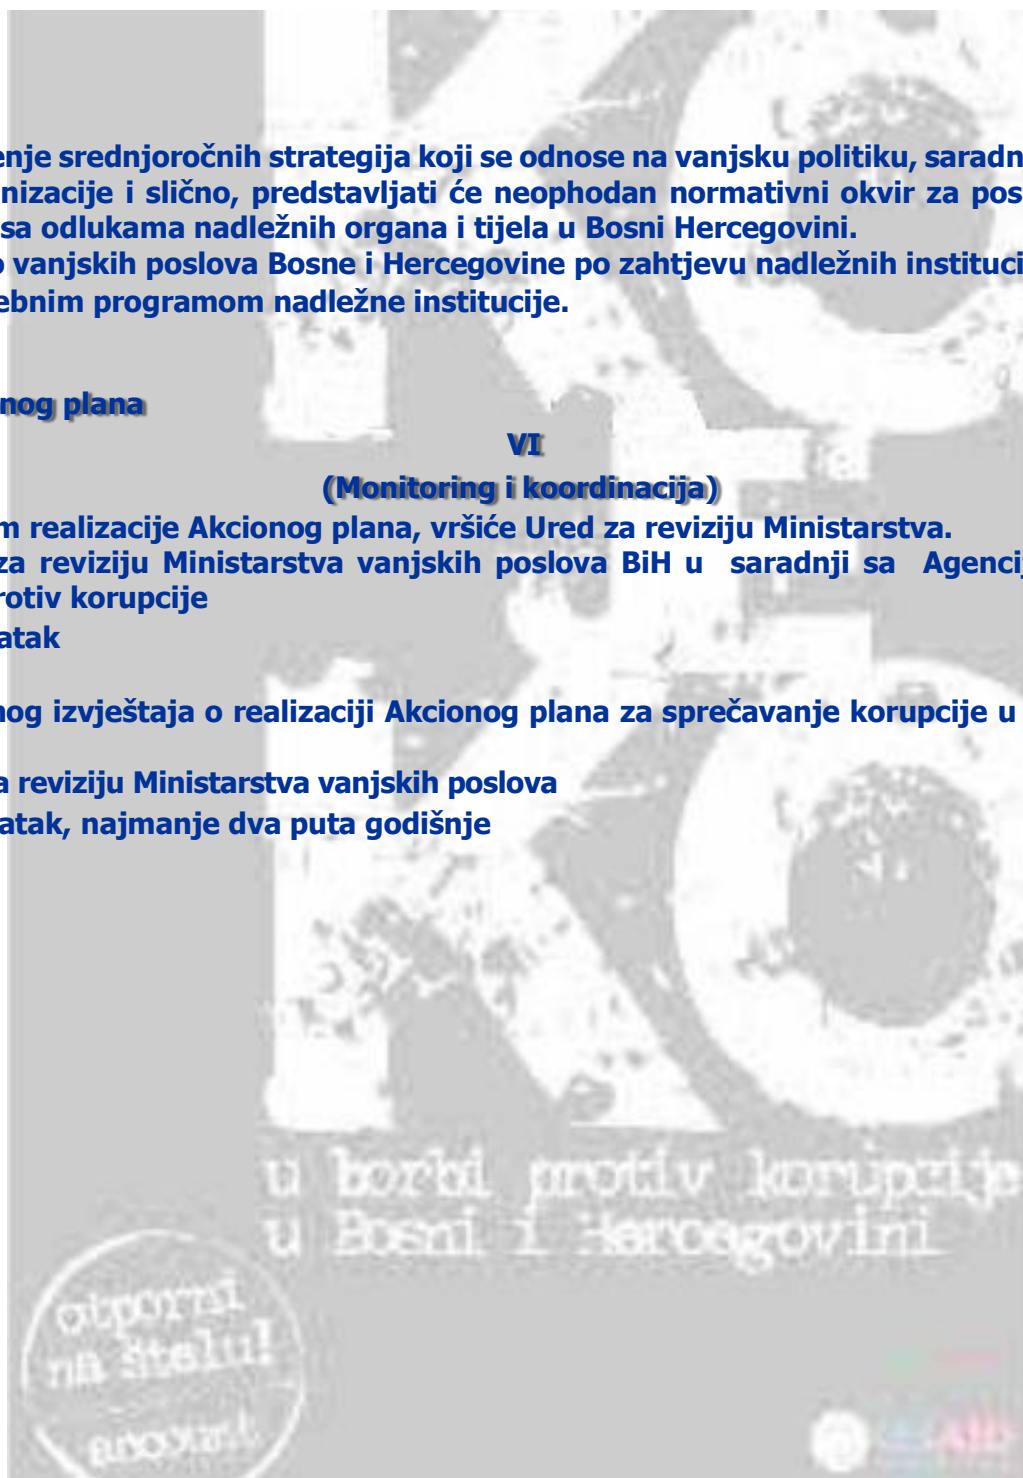 enje srednjoročnih strategija koji se odnose na vanjsku politiku, saradn
nizacije i slično, predstavljati će neophodan normativni okvir za pos
sa odlukama nadležnih organa i tijela u Bosni Hercegovini.
o vanjskih poslova Bosne i Hercegovine po zahtjevu nadležnih instituci
ebnim programom nadležne institucije.
nog plana
VI
(Monitoring i koordinacija)
m realizacije Akcionog plana, vršiće Ured za reviziju Ministarstva.
za reviziju Ministarstva vanjskih poslova BiH u saradnji sa Agencij
rotiv korupcije
atak
nog izvještaja o realizaciji Akcionog plana za sprečavanje korupcije u
a reviziju Ministarstva vanjskih poslova
atak, najmanje dva puta godišnje
u borbi protiv korupcije
u Bosni i Hercegovini
otporni
na štelu!